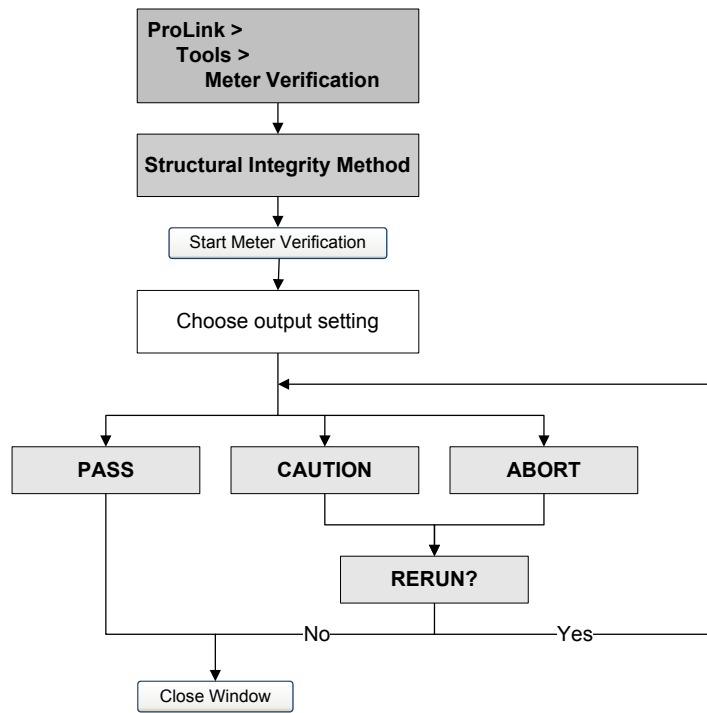 ProLink >
Tools >
Meter Verification
Structural Integrity Method
Start Meter Verification
Choose output setting
PASS
CAUTION
ABORT
RERUN?
No
Yes
Close Window